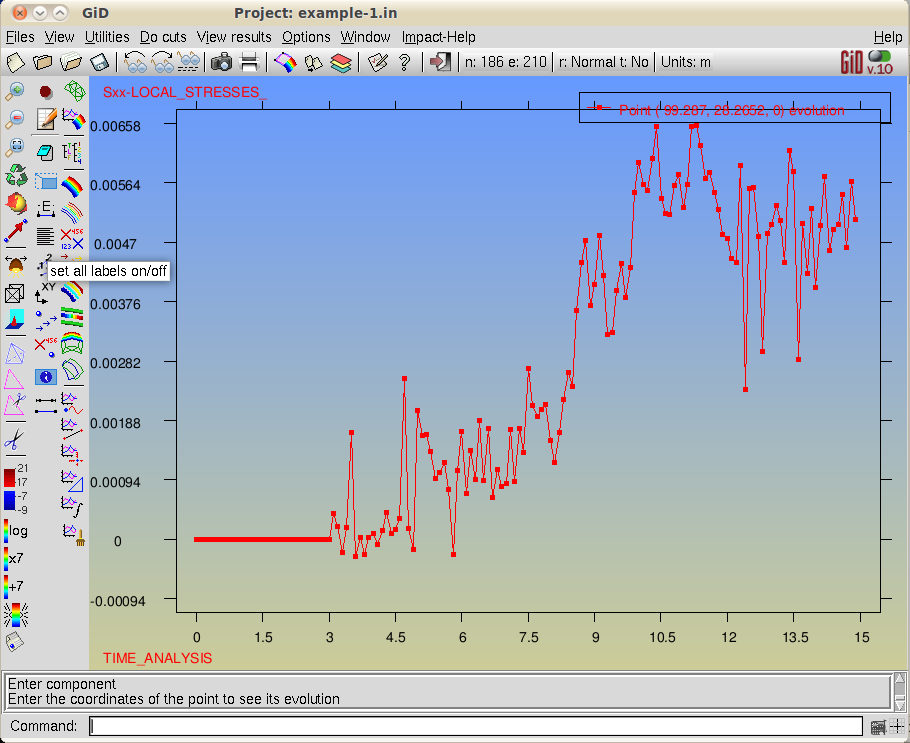 GiD Project: example-1.in
Files View Utilities Do cuts View results Options Window Impact-Help Help
n: 186 e: 210 r: Normal t: No Units: m GiD v.10
Sxx-LOCAL_STRESSES_
Point ( 99.287, 28.2052, 0) evolution
0.00658
0.00564
0.0047
0.00376
0.00282
0.00188
0.00094
0
-0.00094
0 1.5 3 4.5 6 7.5 9 10.5 12 13.5 15
TIME_ANALYSIS
E
set all labels on/off
XY
21
17
-7
-9
log
x7
+7
Enter component
Enter the coordinates of the point to see its evolution
Command: